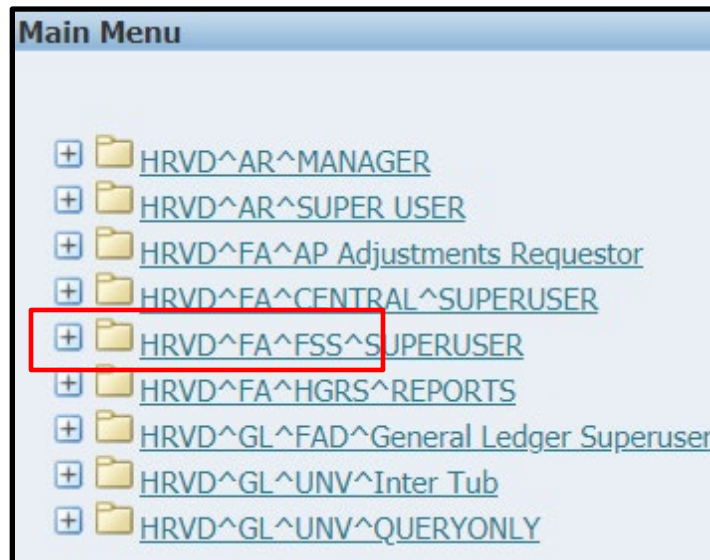 Main Menu
HRVD^AR^MANAGER
HRVD^AR^SUPER USER
HRVD^FA^AP Adjustments Requestor
HRVD^FA^CENTRAL^SUPERUSER
HRVD^FA^FSS^SUPERUSER
HRVD^FA^HGRS^REPORTS
HRVD^GL^FAD^General Ledger Superuser
HRVD^GL^UNV^Inter Tub
HRVD^GL^UNV^QUERYONLY